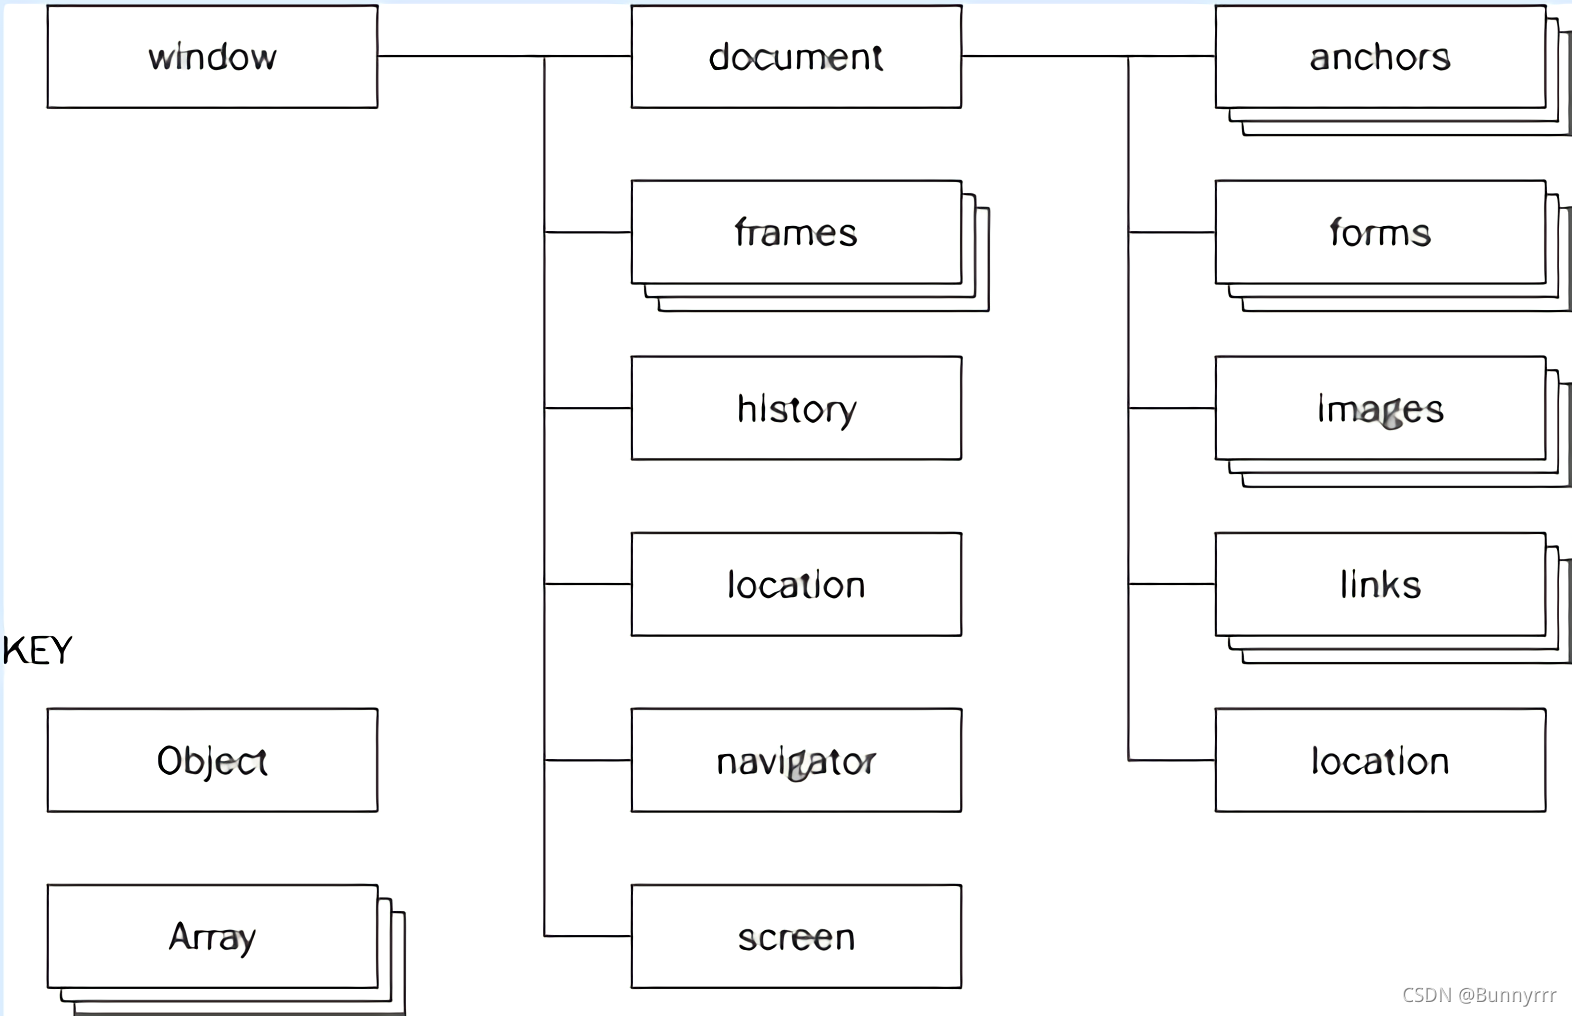 window
document
anchors
frames
forms
history
images
location
links
KEY
Object
navigator
location
Array
screen
CSDN @Bunnyrrr